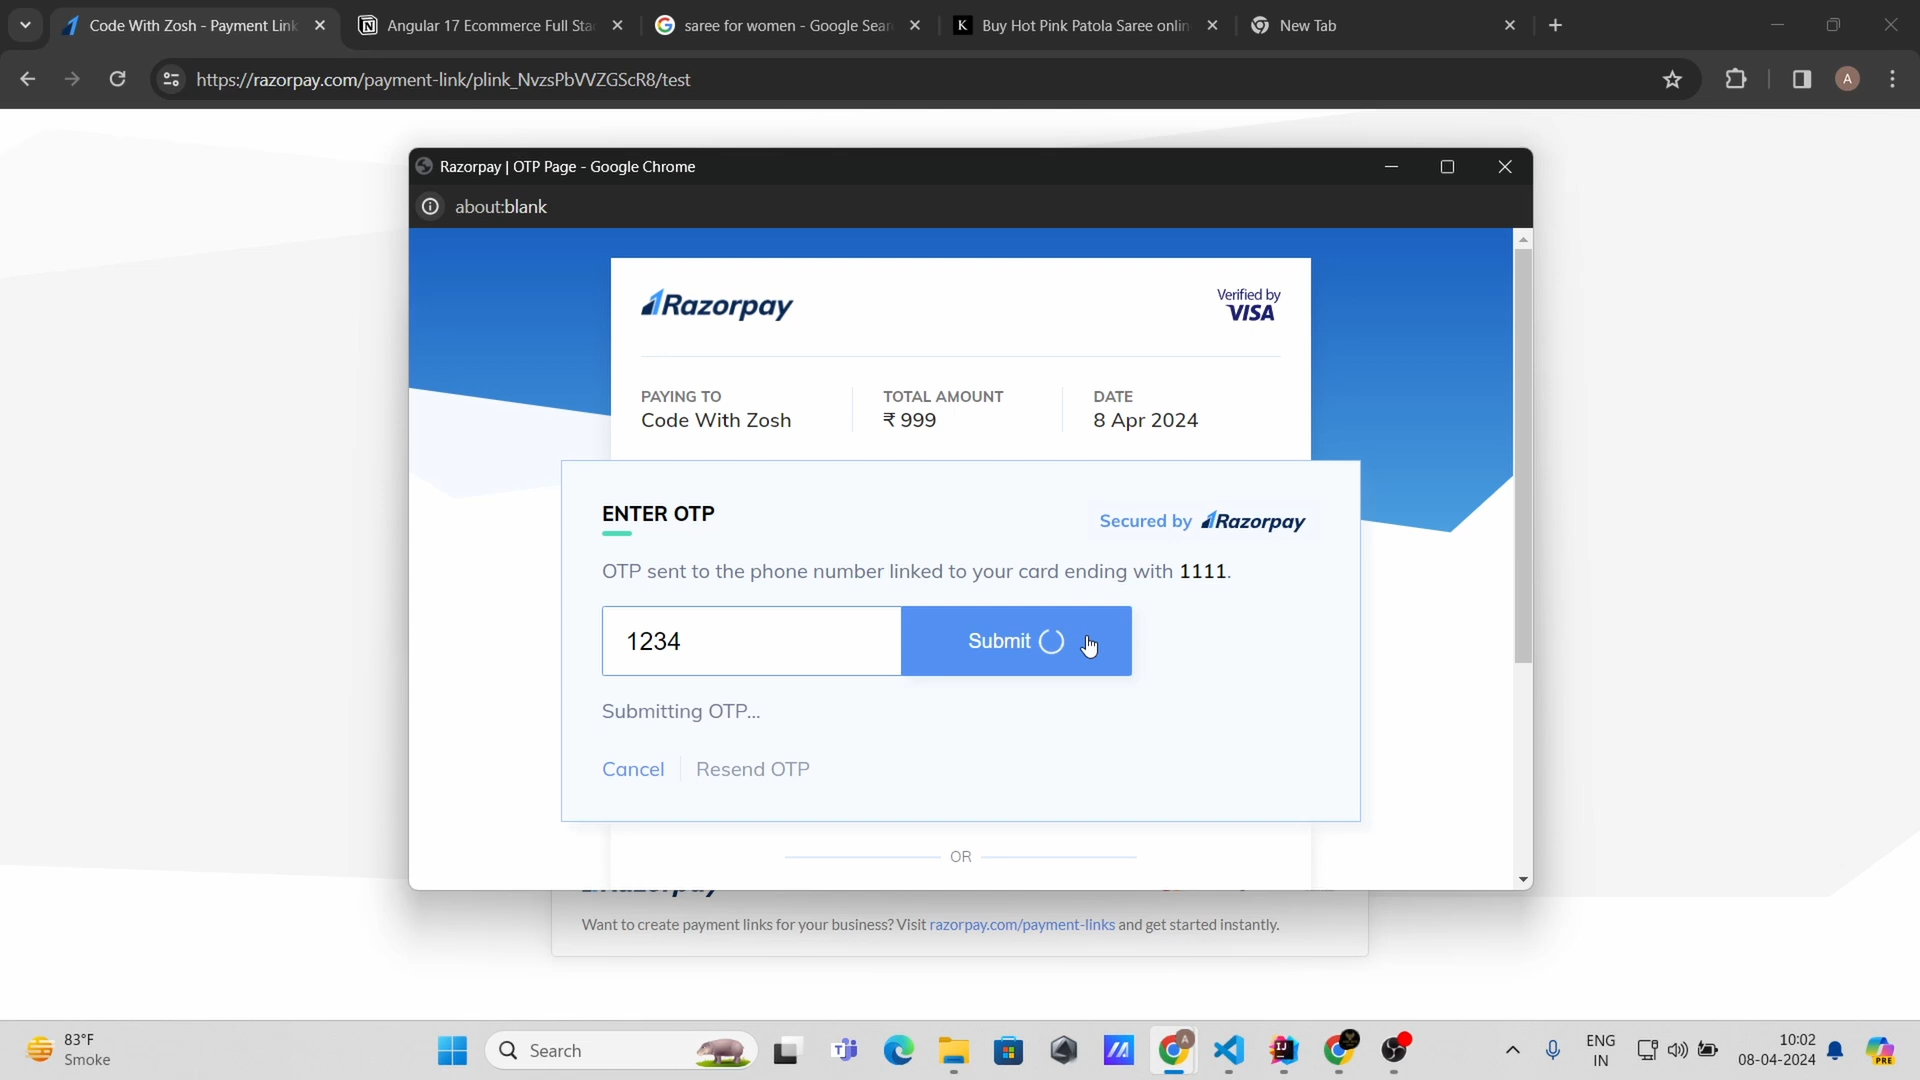 Code With Zosh - Payment Link
Angular 17 Ecommerce Full Sta
saree for women - Google Sear
Buy Hot Pink Patola Saree onlin
New Tab
https://razorpay.com/payment-link/plink_NvzsPbVVZGScR8/test
A
Razorpay | OTP Page - Google Chrome
about:blank
Razorpay
Verified by
VISA
PAYING TO
TOTAL AMOUNT
DATE
Code With Zosh
₹ 999
8 Apr 2024
ENTER OTP
Secured by Razorpay
OTP sent to the phone number linked to your card ending with 1111.
1234
Submit
Submitting OTP...
Cancel
Resend OTP
OR
Want to create payment links for your business? Visit razorpay.com/payment-links and get started instantly.
83°F
Smoke
Search
ENG
IN
10:02
08-04-2024
PRE